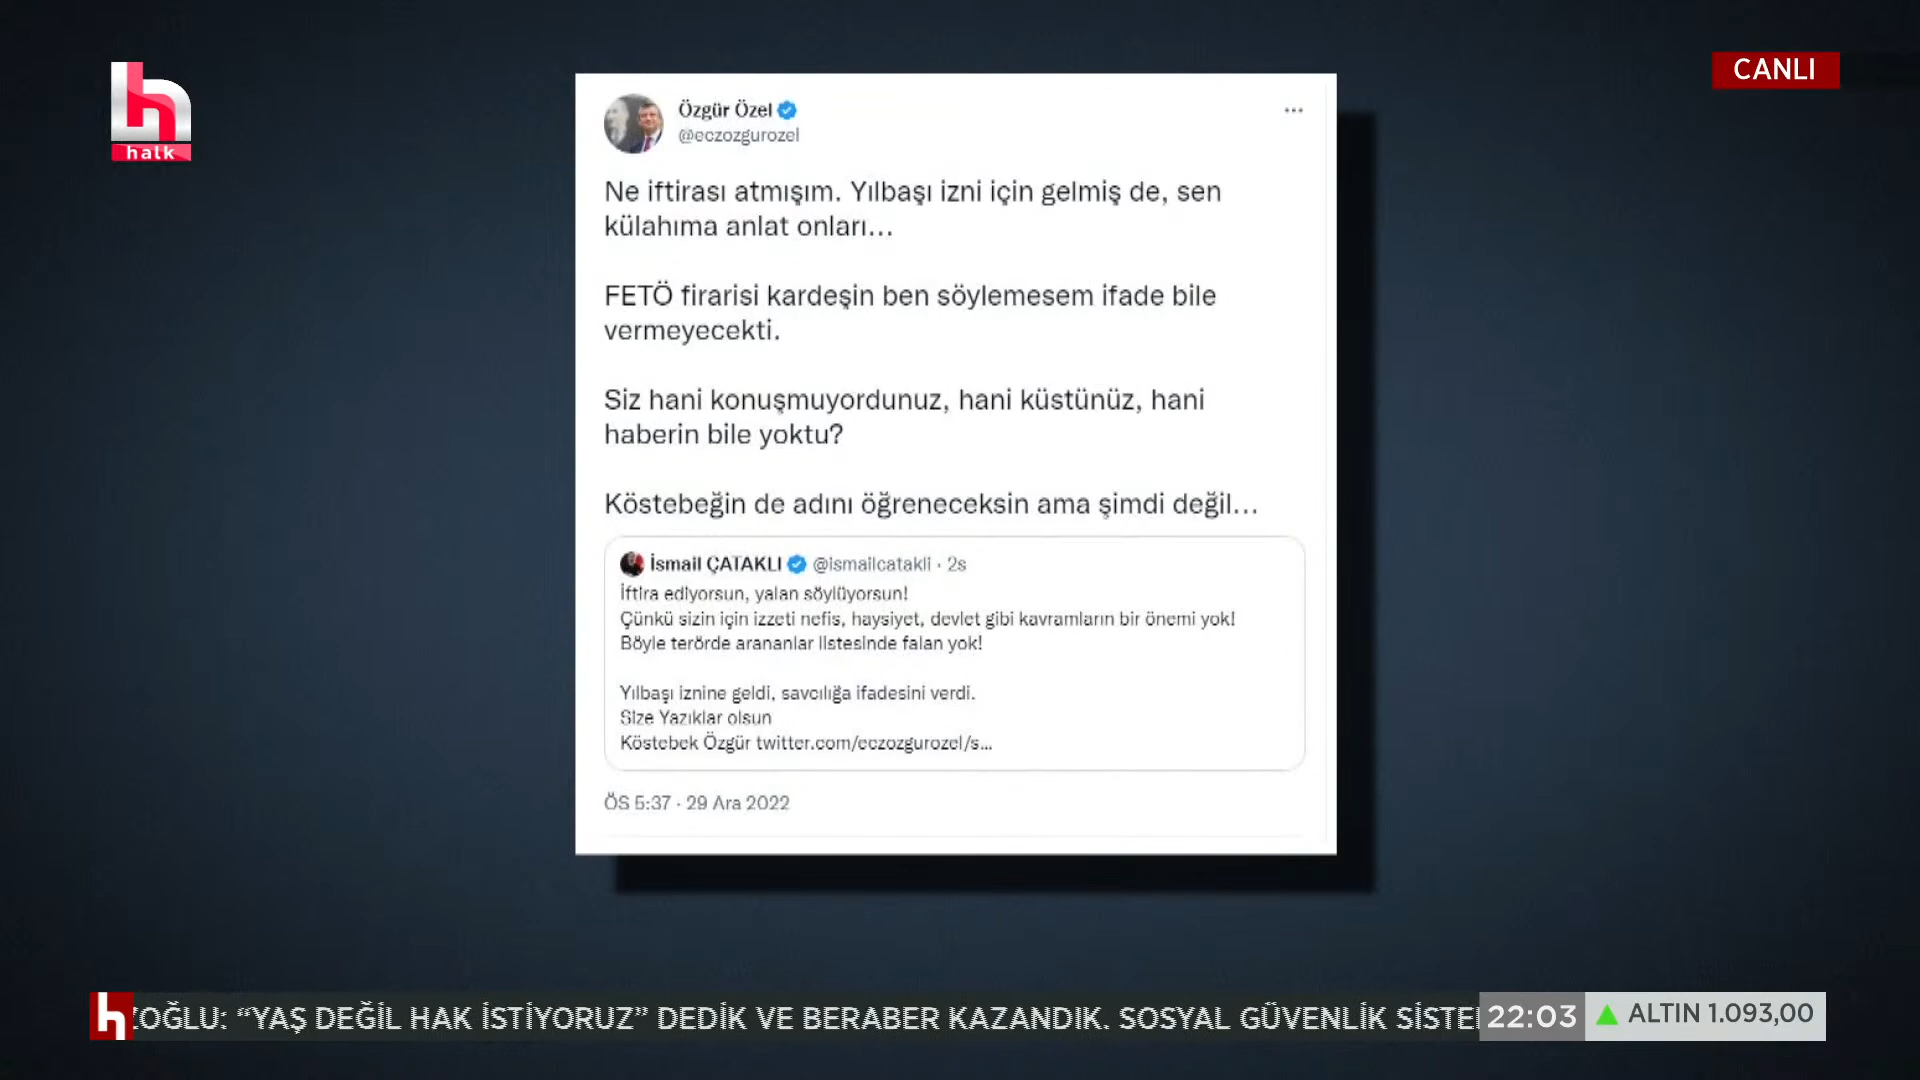 halk
CANLI
Özgür Özel
@eczozgurozel
Ne iftirası atmışım. Yılbaşı izni için gelmiş de, sen
külahıma anlat onları...
FETÖ firarisi kardeşin ben söylemesem ifade bile
vermeyecekti.
Siz hani konuşmuyordunuz, hani küstünüz, hani
haberin bile yoktu?
Köstebeğin de adını öğreneceksin ama şimdi değil...
İsmail ÇATAKLI @ismailcatakli · 2s
İftira ediyorsun, yalan söylüyorsun!
Çünkü sizin için izzeti nefis, haysiyet, devlet gibi kavramların bir önemi yok!
Böyle terörde arananlar listesinde falan yok!
Yılbaşı iznine geldi, savcılığa ifadesini verdi.
Size Yazıklar olsun
Köstebek Özgür twitter.com/eczozgurozel/s...
ÖS 5:37 · 29 Ara 2022
ZOĞLU: “YAŞ DEĞİL HAK İSTİYORUZ” DEDİK VE BERABER KAZANDIK. SOSYAL GÜVENLİK SİSTE
22:03
ALTIN 1.093,00